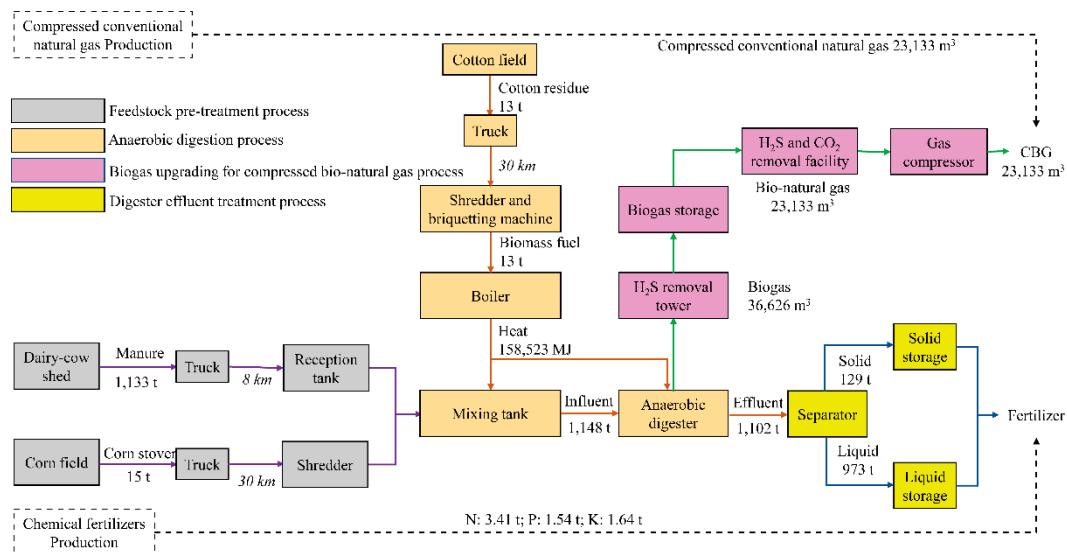 Compressed conventional
natural gas Production
Compressed conventional natural gas 23,133 m³
Cotton field
Cotton residue
13 t
Truck
30 km
Shredder and
briquetting machine
Biomass fuel
13 t
Boiler
Heat
158,523 MJ
Feedstock pre-treatment process
Anaerobic digestion process
Biogas upgrading for compressed bio-natural gas process
Digester effluent treatment process
H₂S and CO₂
removal facility
Gas
compressor
CBG
23,133 m³
Bio-natural gas
23,133 m³
Biogas storage
H₂S removal
tower
Biogas
36,626 m³
Dairy-cow
shed
Manure
1,133 t
Truck
8 km
Reception
tank
Corn field
Corn stover
15 t
Truck
30 km
Shredder
Mixing tank
Influent
1,148 t
Anaerobic
digester
Effluent
1,102 t
Separator
Solid
129 t
Solid
storage
Liquid
973 t
Liquid
storage
Fertilizer
Chemical fertilizers
Production
N: 3.41 t; P: 1.54 t; K: 1.64 t